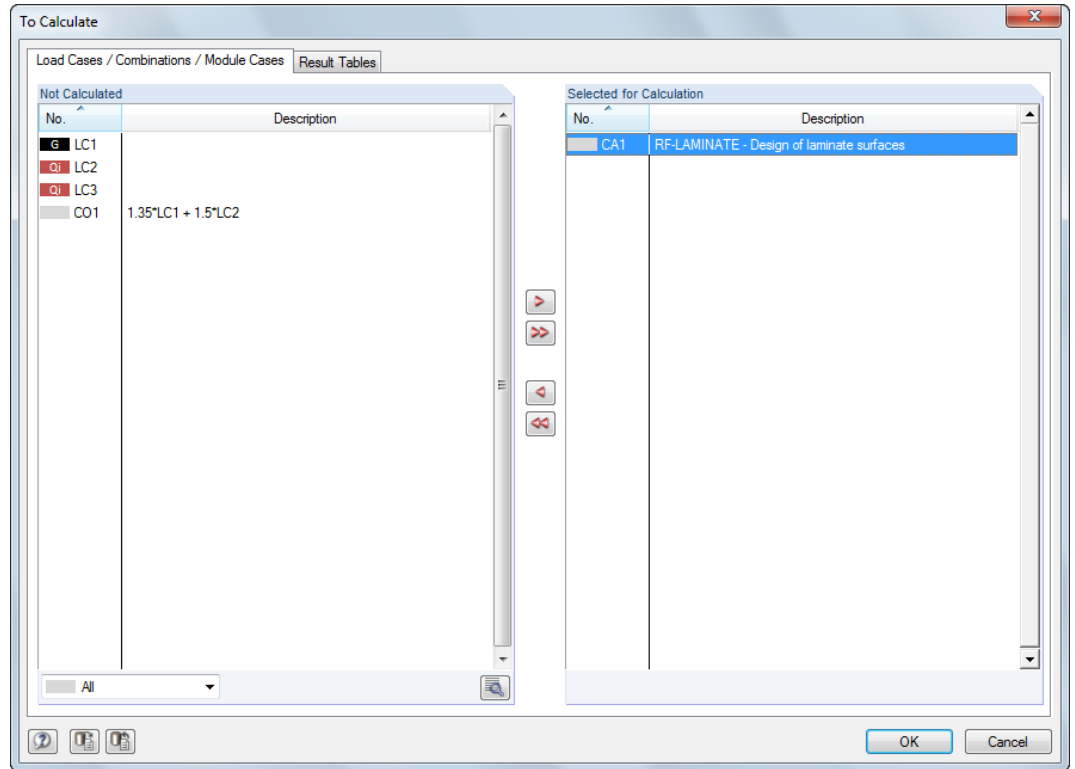 To Calculate
Load Cases / Combinations / Module Cases Result Tables
Not Calculated
Selected for Calculation
No. Description
No. Description
G LC1
Qi LC2
Qi LC3
CO1 1.35*LC1 + 1.5*LC2
CA1 RF-LAMINATE - Design of laminate surfaces
All
OK Cancel